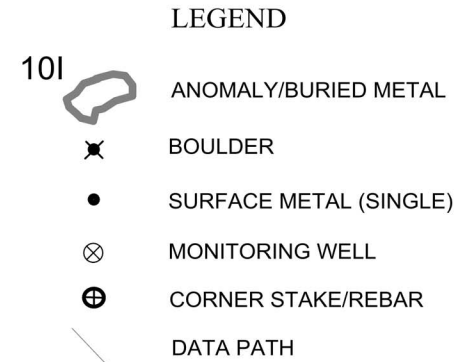 LEGEND
10I
ANOMALY/BURIED METAL
BOULDER
SURFACE METAL (SINGLE)
MONITORING WELL
CORNER STAKE/REBAR
DATA PATH